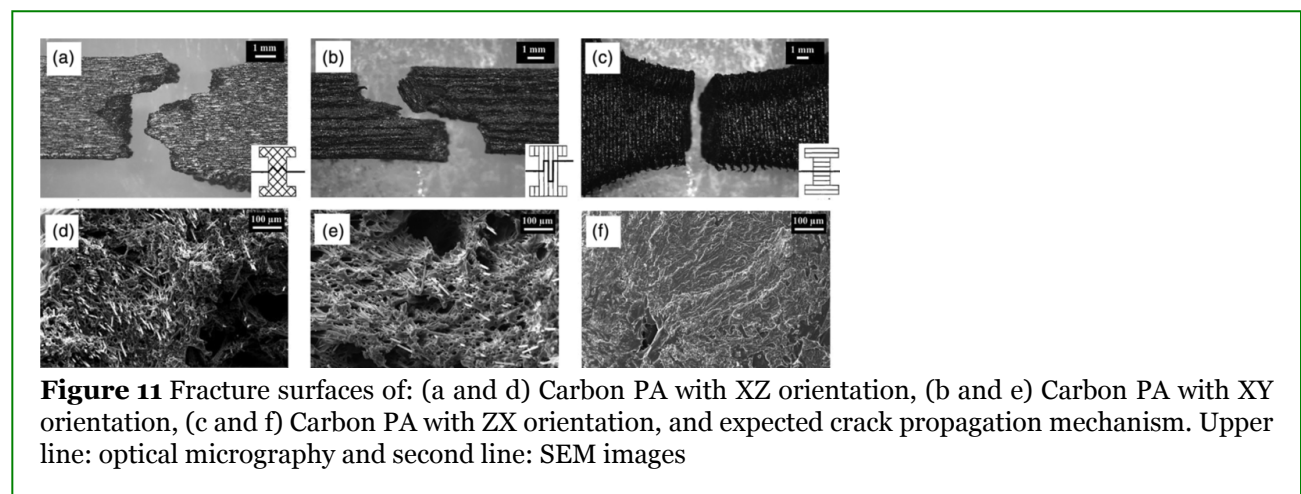 (a) 1 mm (b) 1 mm (c) 1 mm
(d) 100 µm (e) 100 µm (f) 100 µm
Figure 11 Fracture surfaces of: (a and d) Carbon PA with XZ orientation, (b and e) Carbon PA with XY
orientation, (c and f) Carbon PA with ZX orientation, and expected crack propagation mechanism. Upper
line: optical micrography and second line: SEM images